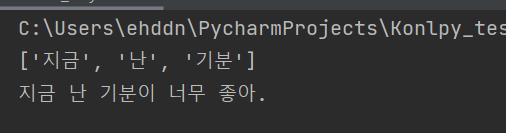 C:\Users\ehddn\PycharmProjects\Konlpy_tes
['지금', '난', '기분']
지금 난 기분이 너무 좋아.